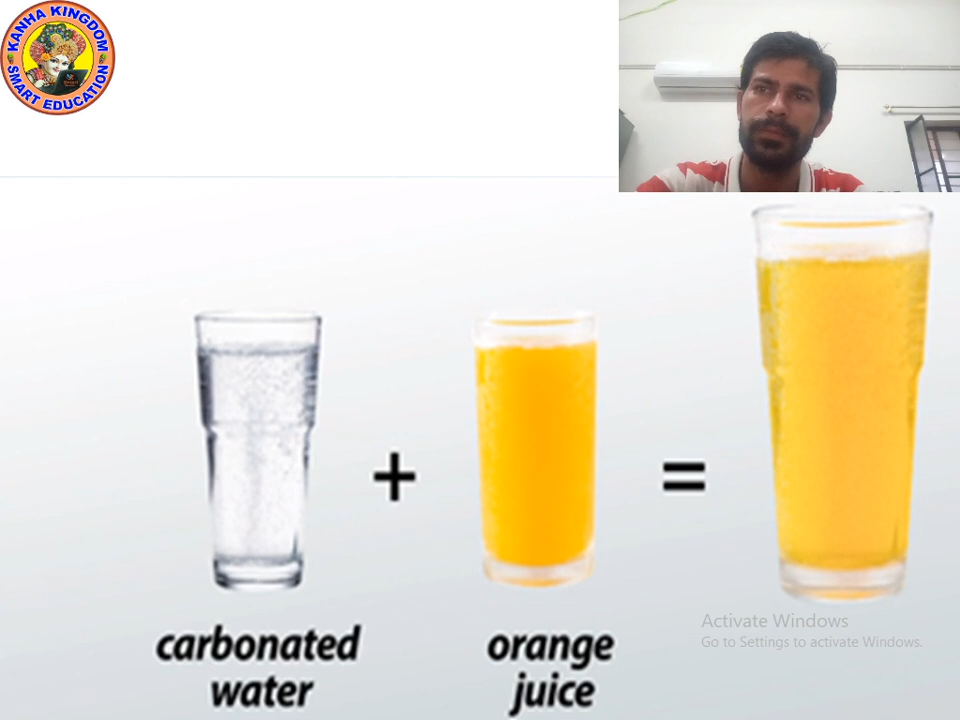 KANHA KINGDOM
SMART EDUCATION
+
=
carbonated
water
orange
juice
Activate Windows
Go to Settings to activate Windows.